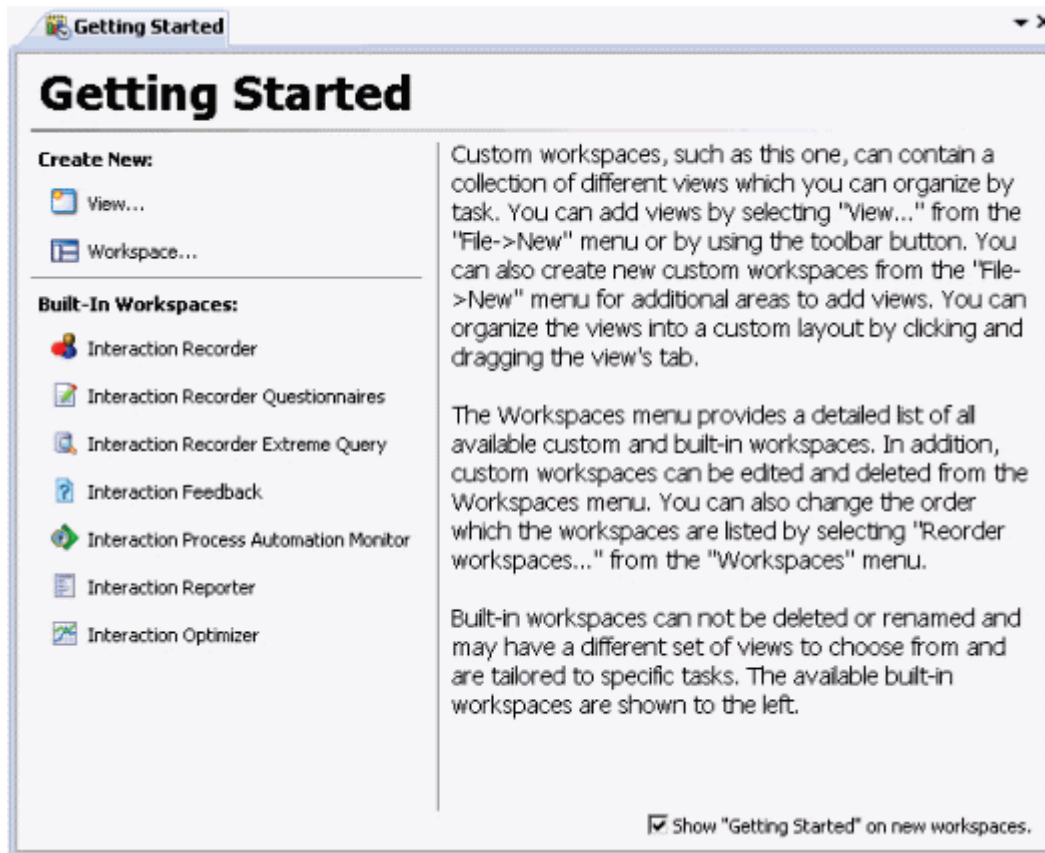 Getting Started
Getting Started
Create New:
View...
Workspace...
Built-In Workspaces:
Interaction Recorder
Interaction Recorder Questionnaires
Interaction Recorder Extreme Query
Interaction Feedback
Interaction Process Automation Monitor
Interaction Reporter
Interaction Optimizer
Custom workspaces, such as this one, can contain a
collection of different views which you can organize by
task. You can add views by selecting "View..." from the
"File->New" menu or by using the toolbar button. You
can also create new custom workspaces from the "File-
>New" menu for additional areas to add views. You can
organize the views into a custom layout by clicking and
dragging the view's tab.
The Workspaces menu provides a detailed list of all
available custom and built-in workspaces. In addition,
custom workspaces can be edited and deleted from the
Workspaces menu. You can also change the order
which the workspaces are listed by selecting "Reorder
workspaces..." from the "Workspaces" menu.
Built-in workspaces can not be deleted or renamed and
may have a different set of views to choose from and
are tailored to specific tasks. The available built-in
workspaces are shown to the left.
Show "Getting Started" on new workspaces.